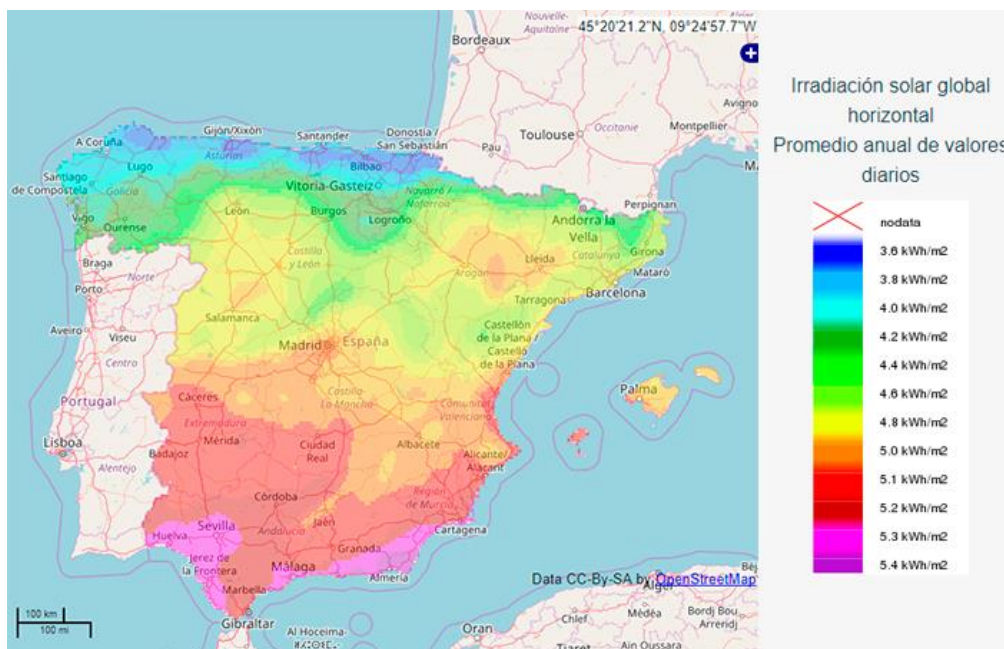 Nouvelle-
Aquitaine
45°20'21.2"N, 09°24'57.7"W
Bordeaux
Avigno
Toulouse
Occitanie
Montpellier
Pau
A Coruña
Gijón/Xixón
Santander
Donostia /
San Sebastián
Asturias
Bilbao
Lugo
Santiago
de Compostela
Galicia
Vitoria-Gasteiz
Navarra /
Nafarroa
Perpignan
Vigo
Ourense
León
Burgos
Logroño
Andorra la
Vella
Girona
Castilla
y León
Aragón
Lleida
Catalunya
Mataró
Barcelona
Tarragona
Braga
Norte
Porto
Salamanca
Aveiro
Viseu
Centro
Madrid
España
Castellón
de la Plana /
Castelló
de la Plana
Portugal
Cáceres
Extremadura
Castilla-
La Mancha
Comunitat
Valenciana
Palma
Lisboa
Mérida
Badajoz
Ciudad
Real
Albacete
Alicante/
Alacant
Alentejo
Córdoba
Región
de Murcia
Jaén
Sevilla
Andalucía
Huelva
Granada
Cartagena
Jerez de
la Frontera
Málaga
Almería
Marbella
Gibraltar
Data CC-By-SA by OpenStreetMap
Alger
Béj
Chlef
Médéa
Bordj Bou
Arreridj
Al Hoceima-
Oran
Tiaret
Aïn Oussara
100 km
100 mi
Irradiación solar global
horizontal
Promedio anual de valores
diarios
nodata
3.6 kWh/m2
3.8 kWh/m2
4.0 kWh/m2
4.2 kWh/m2
4.4 kWh/m2
4.6 kWh/m2
4.8 kWh/m2
5.0 kWh/m2
5.1 kWh/m2
5.2 kWh/m2
5.3 kWh/m2
5.4 kWh/m2